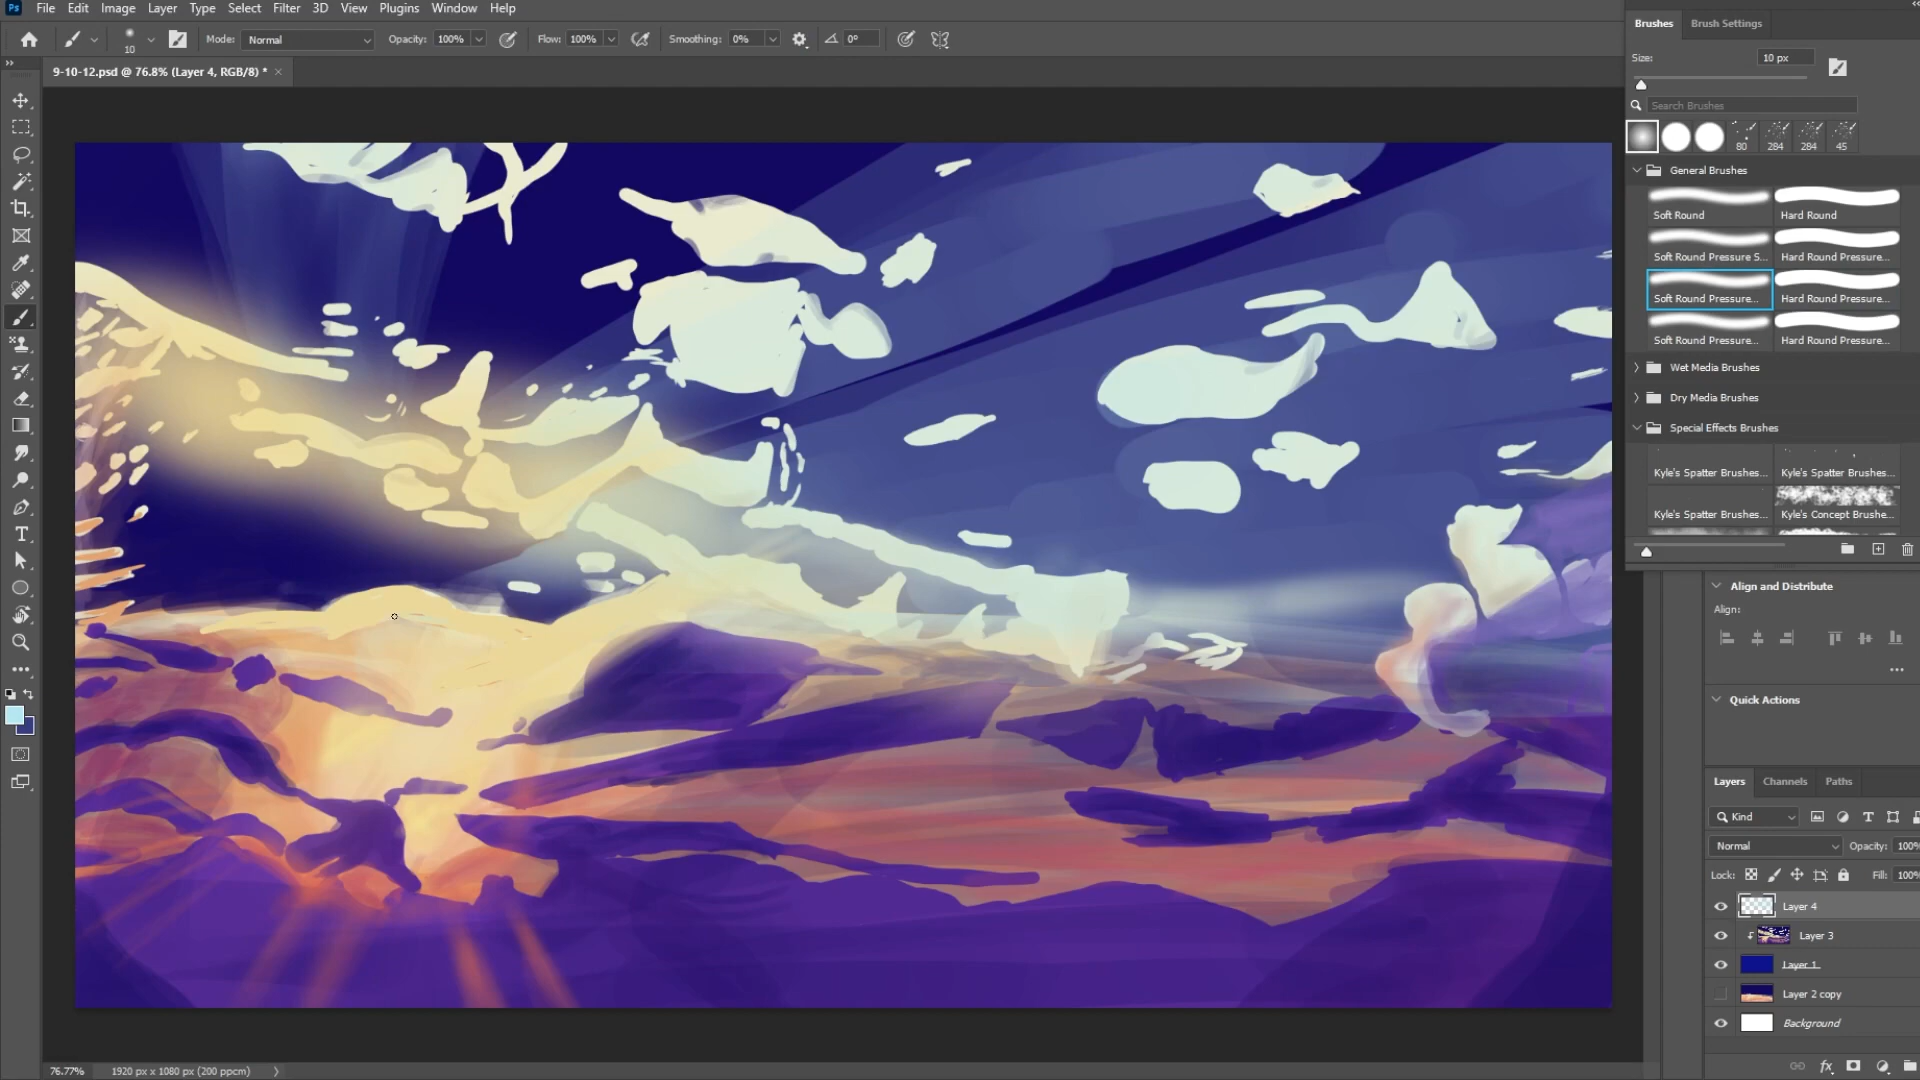 Ps File Edit Image Layer Type Select Filter 3D View Plugins Window Help
10 Mode: Normal Opacity: 100% Flow: 100% Smoothing: 0% 0°
9-10-12.psd @ 76.8% (Layer 4, RGB/8) * ×
T
76.77% 1920 px x 1080 px (200 ppcm)
Brushes Brush Settings
Size: 10 px
Search Brushes
80 284 284 45
General Brushes
Soft Round Hard Round
Soft Round Pressure S... Hard Round Pressure...
Soft Round Pressure... Hard Round Pressure...
Soft Round Pressure... Hard Round Pressure...
Wet Media Brushes
Dry Media Brushes
Special Effects Brushes
Kyle's Spatter Brushes... Kyle's Spatter Brushes...
Kyle's Spatter Brushes... Kyle's Concept Brushe...
Align and Distribute
Align:
Quick Actions
Layers Channels Paths
Kind T
Normal Opacity: 100%
Lock: Fill: 100%
Layer 4
Layer 3
Layer 1
Layer 2 copy
Background
fx